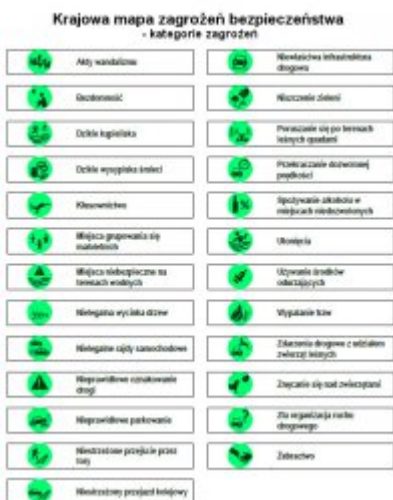 Krajowa mapa zagrożeń bezpieczeństwa
- kategorie zagrożeń
Akty wandalizmu
Bezdomność
Dzikie kąpieliska
Dzikie wysypiska śmieci
Kłusownictwo
Miejsca grupowania się
małoletnich
Miejsca niebezpieczne na
terenach wodnych
Nielegalna wycinka drzew
Nielegalne rajdy samochodowe
Nieprawidłowe oznakowanie
drogi
Nieprawidłowe parkowanie
Niestrzeżone przejście przez
tory
Niestrzeżony przejazd kolejowy
Niewłaściwa infrastruktura
drogowa
Niszczenie zieleni
Poruszanie się po terenach
leśnych quadami
Przekraczanie dozwolonej
prędkości
Spożywanie alkoholu w
miejscach niedozwolonych
Utonięcia
Używanie środków
odurzających
Wypalanie traw
Zdarzenia drogowe z udziałem
zwierząt leśnych
Znęcanie się nad zwierzętami
Zła organizacja ruchu
drogowego
Żebractwo